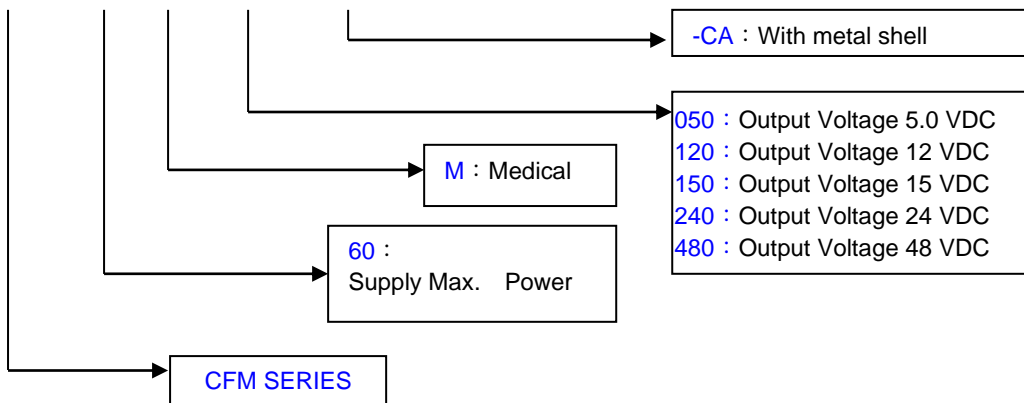 -CA：With metal shell
050：Output Voltage 5.0 VDC
120：Output Voltage 12 VDC
150：Output Voltage 15 VDC
240：Output Voltage 24 VDC
480：Output Voltage 48 VDC
M：Medical
60：
Supply Max. Power
CFM SERIES